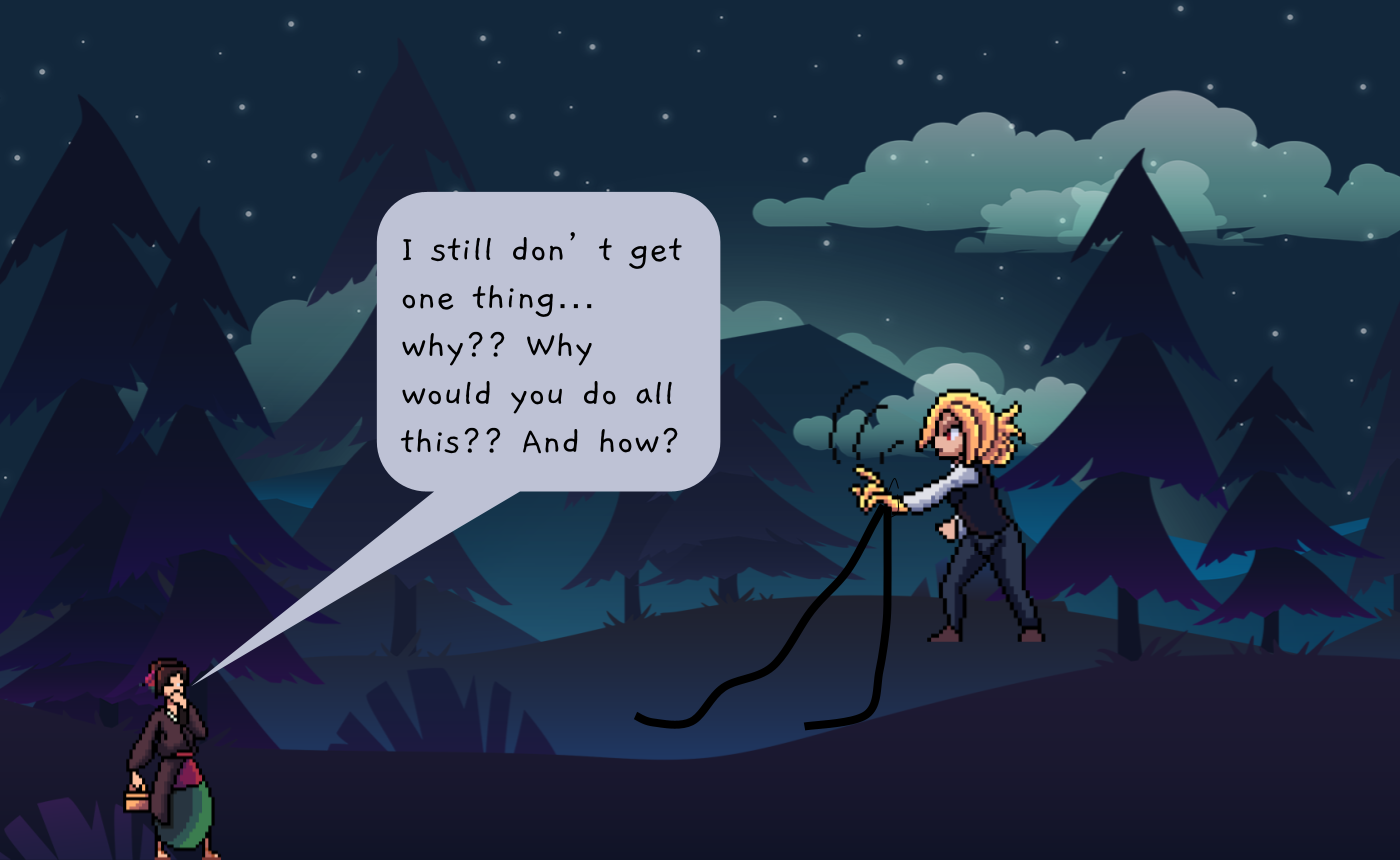 I still don’t get
one thing...
why?? Why
would you do all
this?? And how?